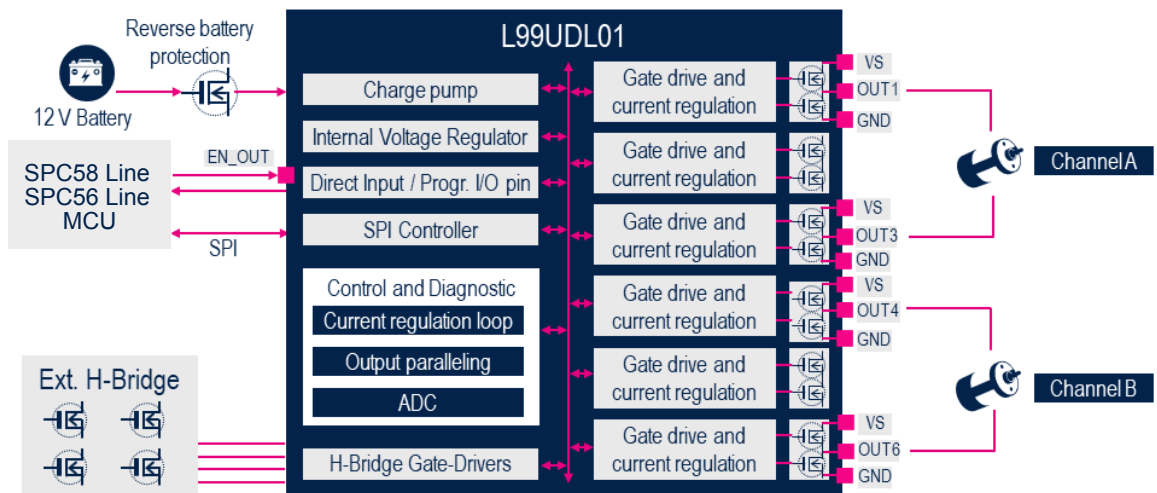 L99UDL01
Reverse battery
protection
12 V Battery
SPC58 Line
SPC56 Line
MCU
EN_OUT
SPI
Ext. H-Bridge
Charge pump
Internal Voltage Regulator
Direct Input / Progr. I/O pin
SPI Controller
Control and Diagnostic
Current regulation loop
Output paralleling
ADC
H-Bridge Gate-Drivers
Gate drive and
current regulation
Gate drive and
current regulation
Gate drive and
current regulation
Gate drive and
current regulation
Gate drive and
current regulation
Gate drive and
current regulation
VS
OUT1
GND
VS
OUT3
GND
VS
OUT4
GND
VS
OUT6
GND
Channel A
Channel B